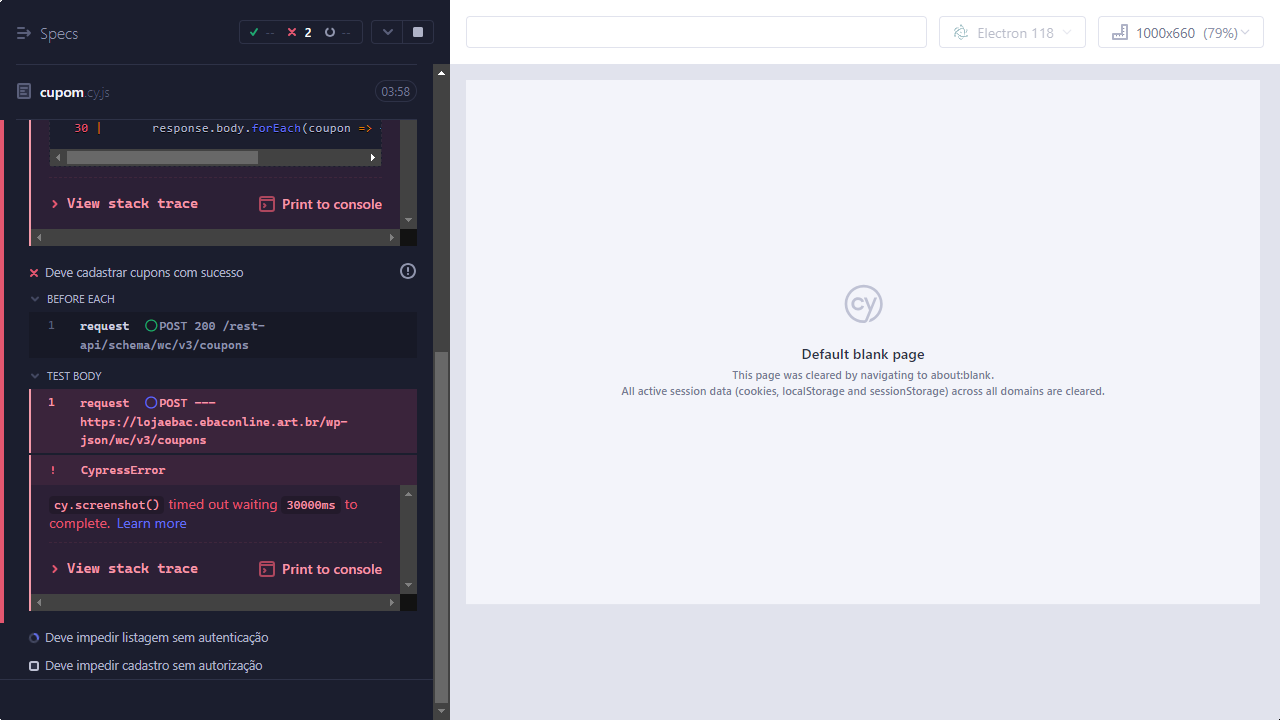 Specs
-- 2 --
Electron 118
1000x660 (79%)
cupom.cy.js
03:58
30 | response.body.forEach(coupon =>
View stack trace
Print to console
Deve cadastrar cupons com sucesso
BEFORE EACH
1 request POST 200 /rest-
api/schema/wc/v3/coupons
TEST BODY
1 request POST ---
https://lojaebac.ebaconline.art.br/wp-
json/wc/v3/coupons
! CypressError
cy.screenshot() timed out waiting 30000ms to
complete. Learn more
View stack trace
Print to console
Deve impedir listagem sem autenticação
Deve impedir cadastro sem autorização
cy
Default blank page
This page was cleared by navigating to about:blank.
All active session data (cookies, localStorage and sessionStorage) across all domains are cleared.